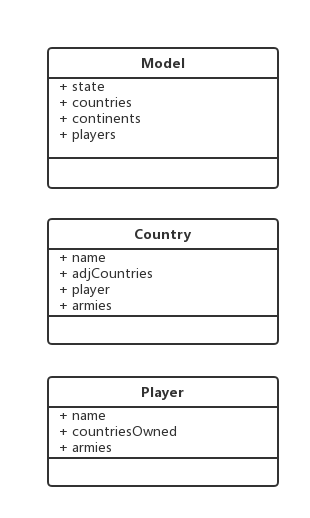 Model
+ state
+ countries
+ continents
+ players
Country
+ name
+ adjCountries
+ player
+ armies
Player
+ name
+ countriesOwned
+ armies